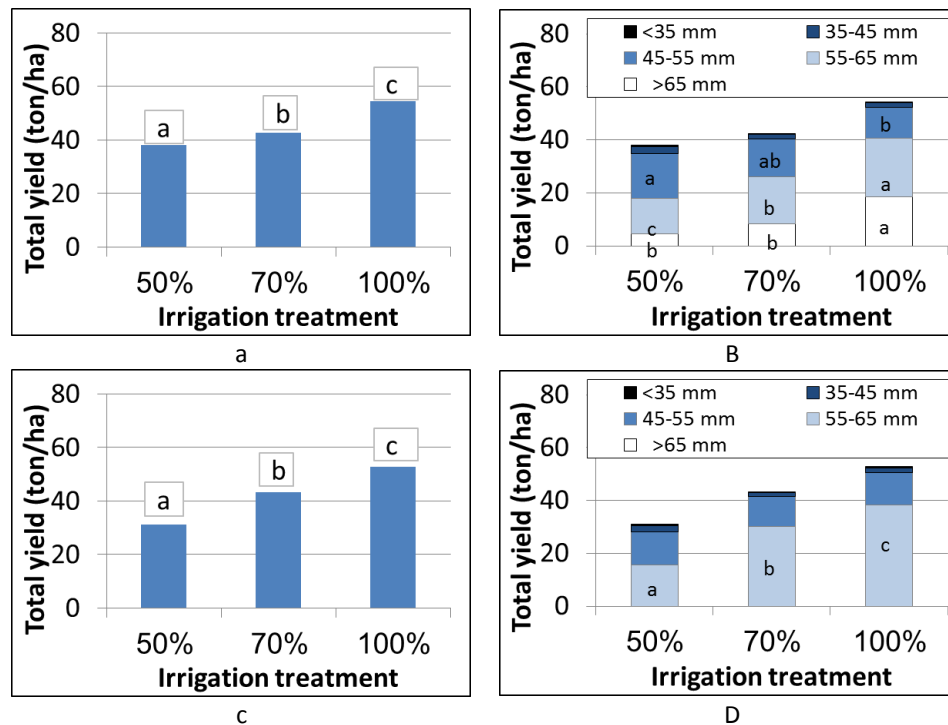 80
60
40
20
0
Total yield (ton/ha)
a
b
c
50% 70% 100%
Irrigation treatment
a
80
60
40
20
0
Total yield (ton/ha)
<35 mm 35-45 mm
45-55 mm 55-65 mm
>65 mm
a
c
b
ab
b
b
b
a
a
50% 70% 100%
Irrigation treatment
B
80
60
40
20
0
Total yield (ton/ha)
a
b
c
50% 70% 100%
Irrigation treatment
c
80
60
40
20
0
Total yield (ton/ha)
<35 mm 35-45 mm
45-55 mm 55-65 mm
>65 mm
a
b
c
50% 70% 100%
Irrigation treatment
D